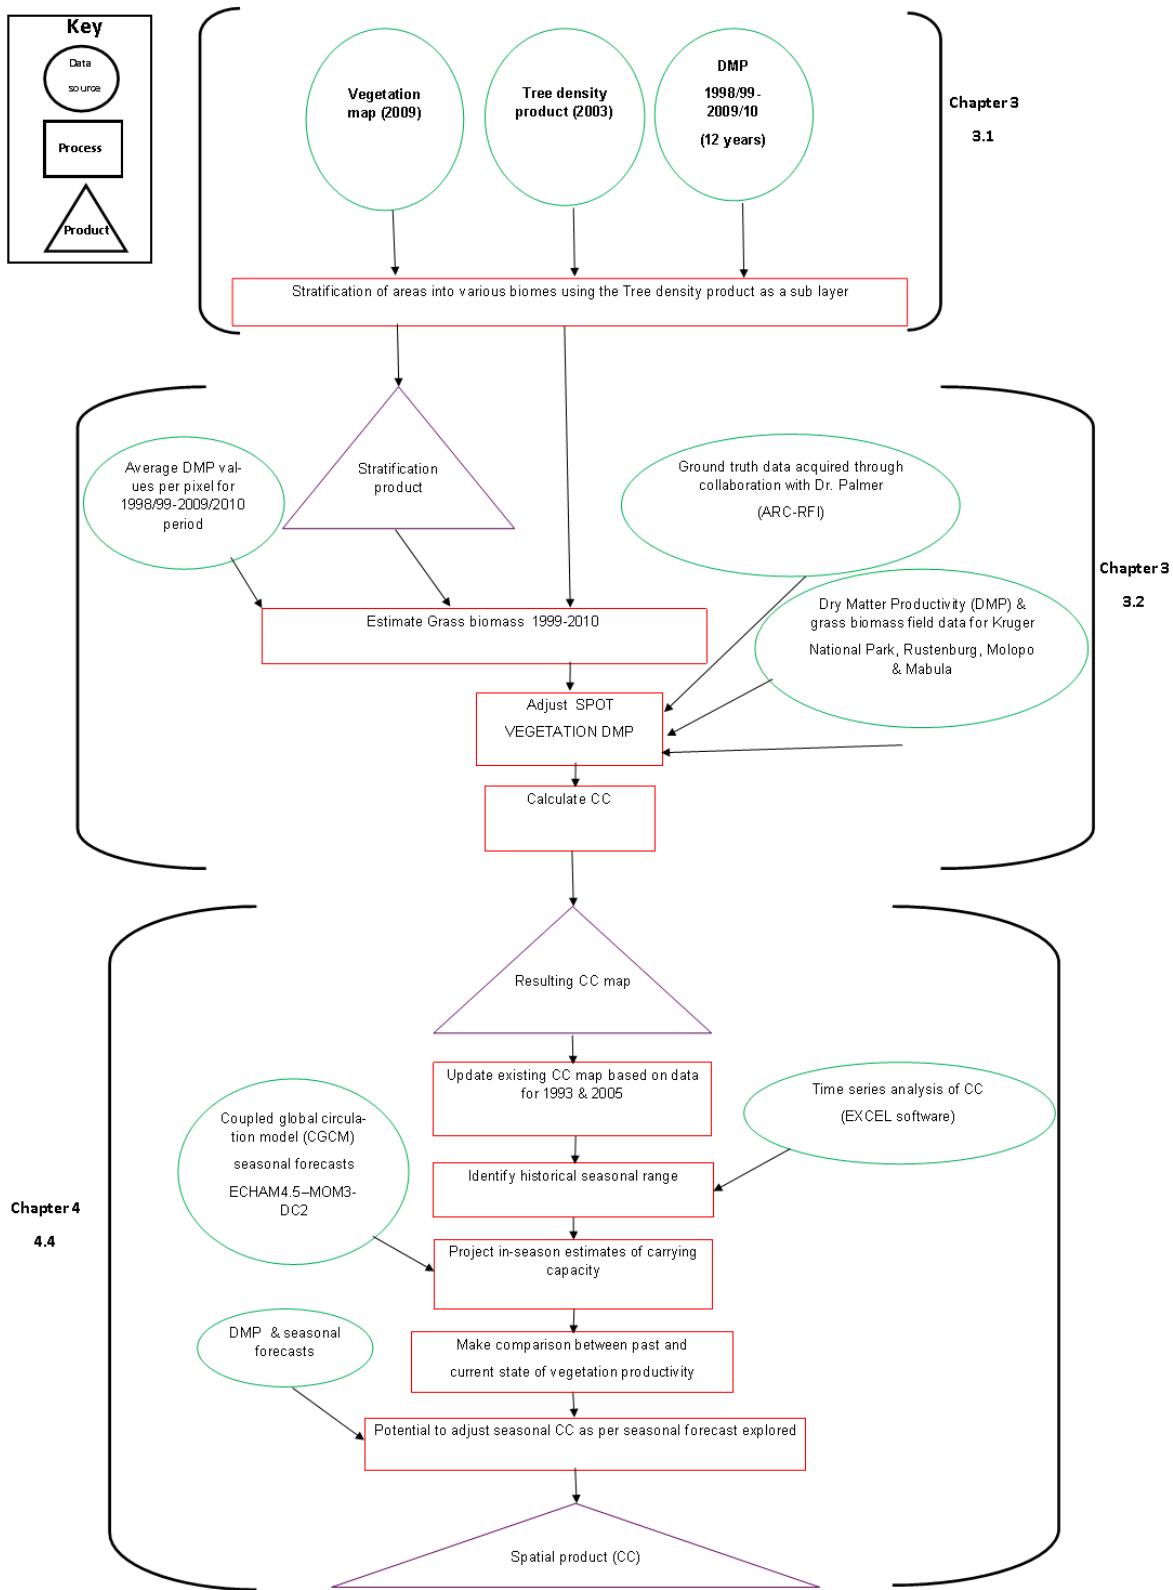 Key
Data
source
Process
Product
Vegetation
map (2009)
Tree density
product (2003)
DMP
1998/99-
2009/10
(12 years)
Chapter 3
3.1
Stratification of areas into various biomes using the Tree density product as a sub layer
Average DMP val-
ues per pixel for
1998/99-2009/2010
period
Stratification
product
Ground truth data acquired through
collaboration with Dr. Palmer
(ARC-RFI)
Chapter 3
3.2
Dry Matter Productivity (DMP) &
grass biomass field data for Kruger
National Park, Rustenburg, Molopo
& Mabula
Estimate Grass biomass 1999-2010
Adjust SPOT
VEGETATION DMP
Calculate CC
Resulting CC map
Update existing CC map based on data
for 1993 & 2005
Time series analysis of CC
(EXCEL software)
Coupled global circula-
tion model (CGCM)
seasonal forecasts
ECHAM4.5–MOM3-
DC2
Identify historical seasonal range
Chapter 4
4.4
Project in-season estimates of carrying
capacity
DMP & seasonal
forecasts
Make comparison between past and
current state of vegetation productivity
Potential to adjust seasonal CC as per seasonal forecast explored
Spatial product (CC)